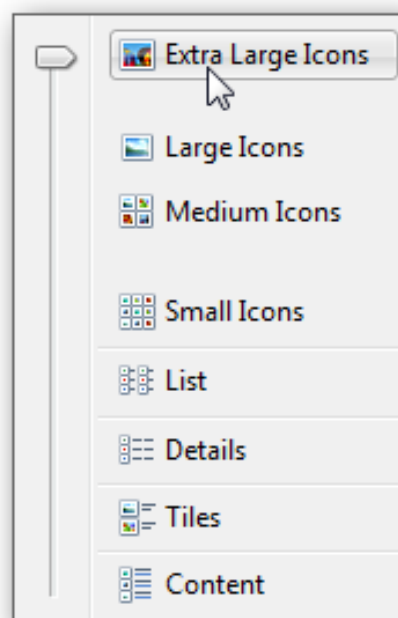 Extra Large Icons
Large Icons
Medium Icons
Small Icons
List
Details
Tiles
Content